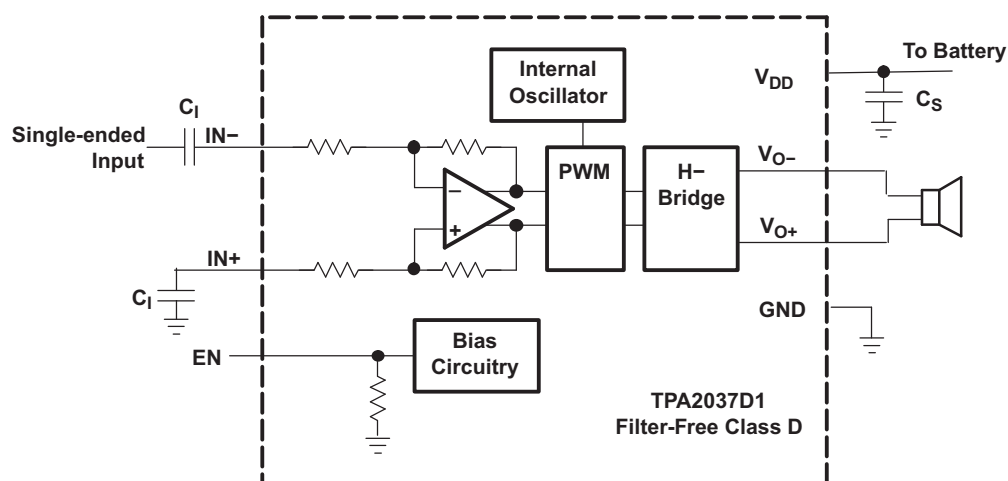 To Battery
Internal
Oscillator
VDD
CS
CI
Single-ended
Input
IN−
PWM
H−
Bridge
VO−
−
+
VO+
IN+
CI
GND
EN
Bias
Circuitry
TPA2037D1
Filter-Free Class D